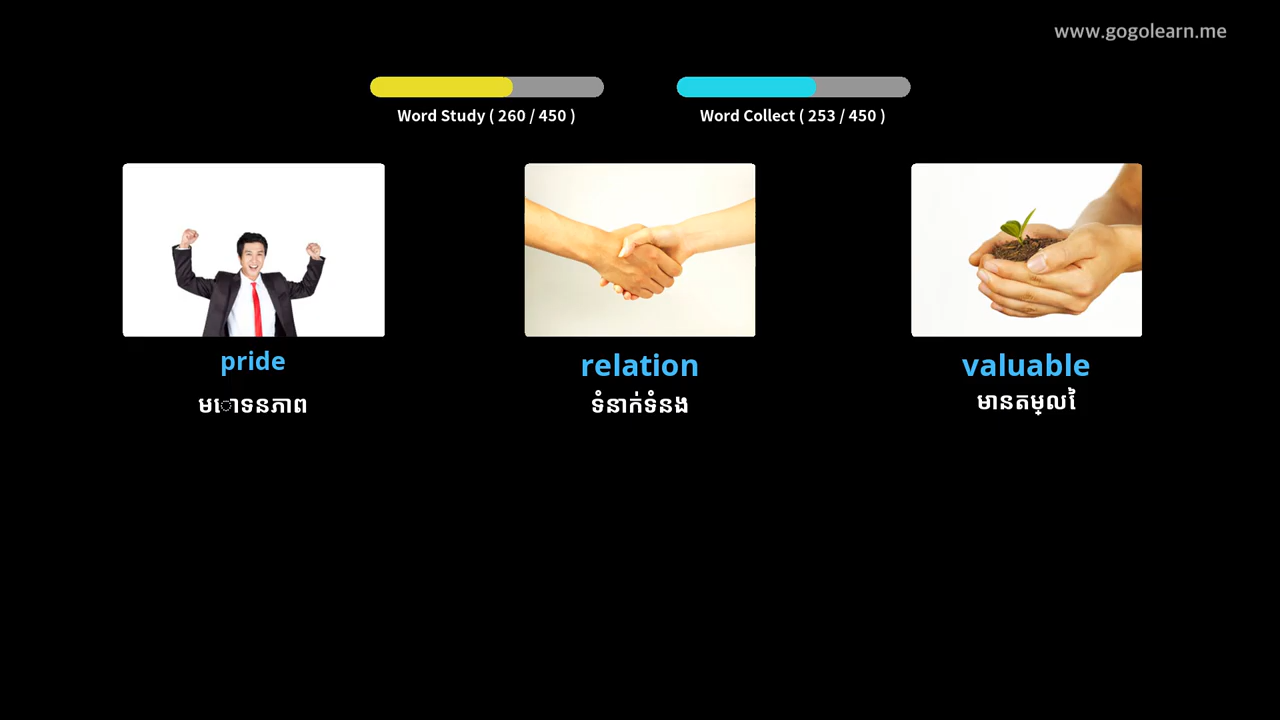 www.gogolearn.me
Word Study ( 260 / 450 )
Word Collect ( 253 / 450 )
pride
relation
valuable
មោទនភាព
ទំនាក់ទំនង
មានតម្លៃ